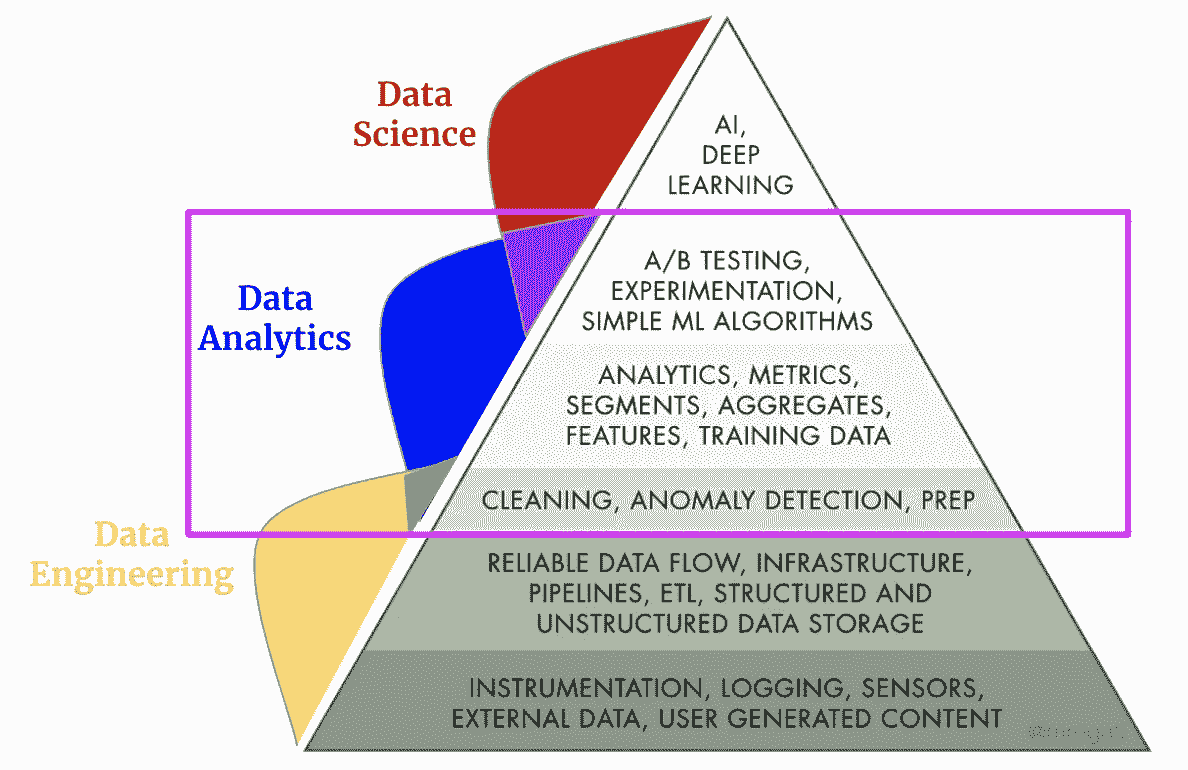 Data
Science
AI,
DEEP
LEARNING
Data
Analytics
A/B TESTING,
EXPERIMENTATION,
SIMPLE ML ALGORITHMS
ANALYTICS, METRICS,
SEGMENTS, AGGREGATES,
FEATURES, TRAINING DATA
CLEANING, ANOMALY DETECTION, PREP
Data
Engineering
RELIABLE DATA FLOW, INFRASTRUCTURE,
PIPELINES, ETL, STRUCTURED AND
UNSTRUCTURED DATA STORAGE
INSTRUMENTATION, LOGGING, SENSORS,
EXTERNAL DATA, USER GENERATED CONTENT